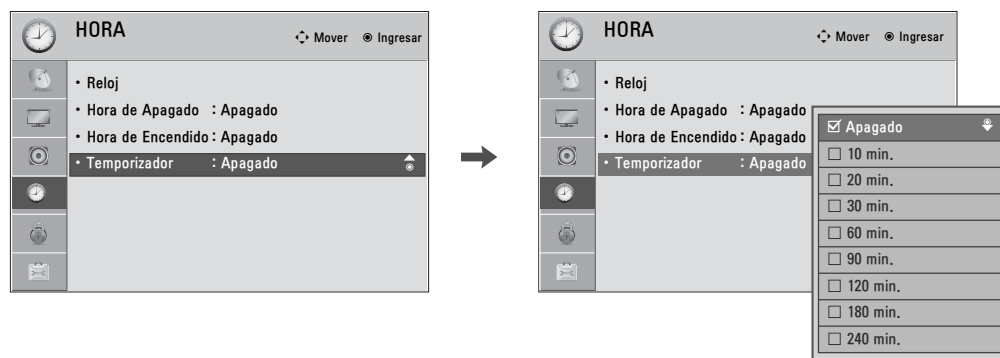 HORA
Mover Ingresar
• Reloj
• Hora de Apagado : Apagado
• Hora de Encendido : Apagado
• Temporizador : Apagado
HORA
Mover Ingresar
• Reloj
• Hora de Apagado : Apagado
• Hora de Encendido : Apagado
• Temporizador : Apagado
Apagado
10 min.
20 min.
30 min.
60 min.
90 min.
120 min.
180 min.
240 min.